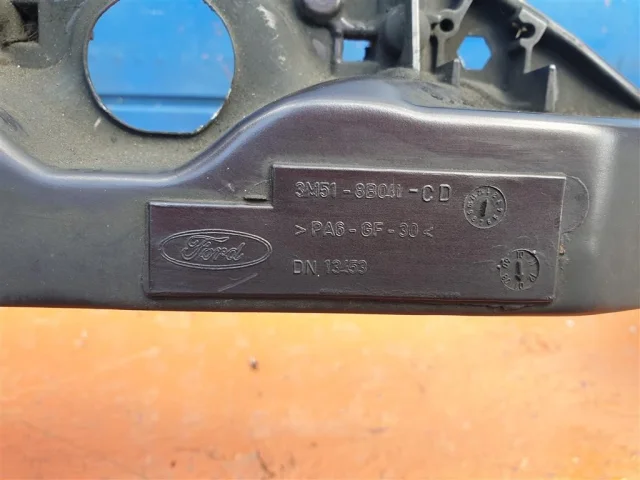 3M51-8B041-CD
>PA6-GF-30<
Ford
DN.13453